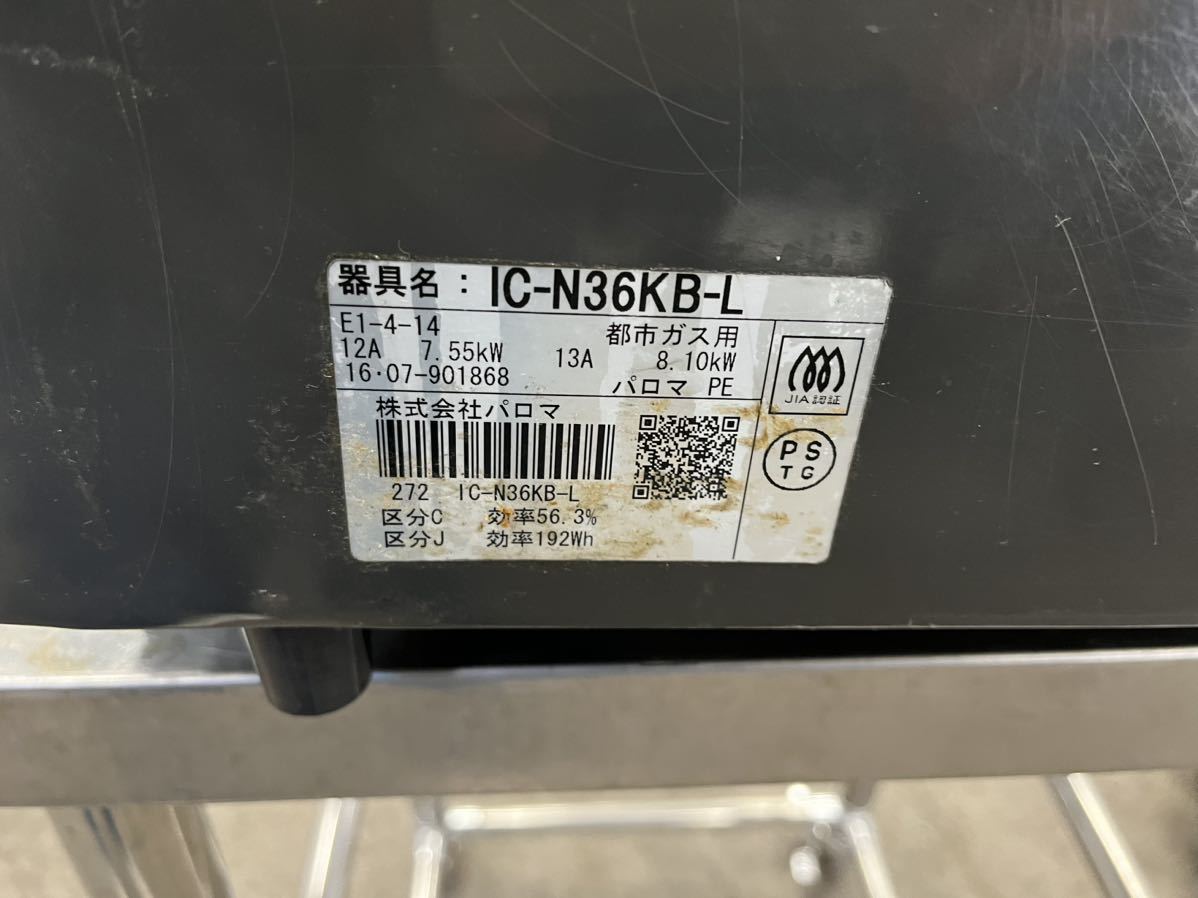 器具名 : IC-N36KB-L
E1-4-14 都市ガス用
12A 7.55kW 13A 8.10kW
16・07-901868 パロマ PE
JIA認証
株式会社パロマ
PS
TG
272 IC-N36KB-L
区分C 効率56.3%
区分J 効率192Wh